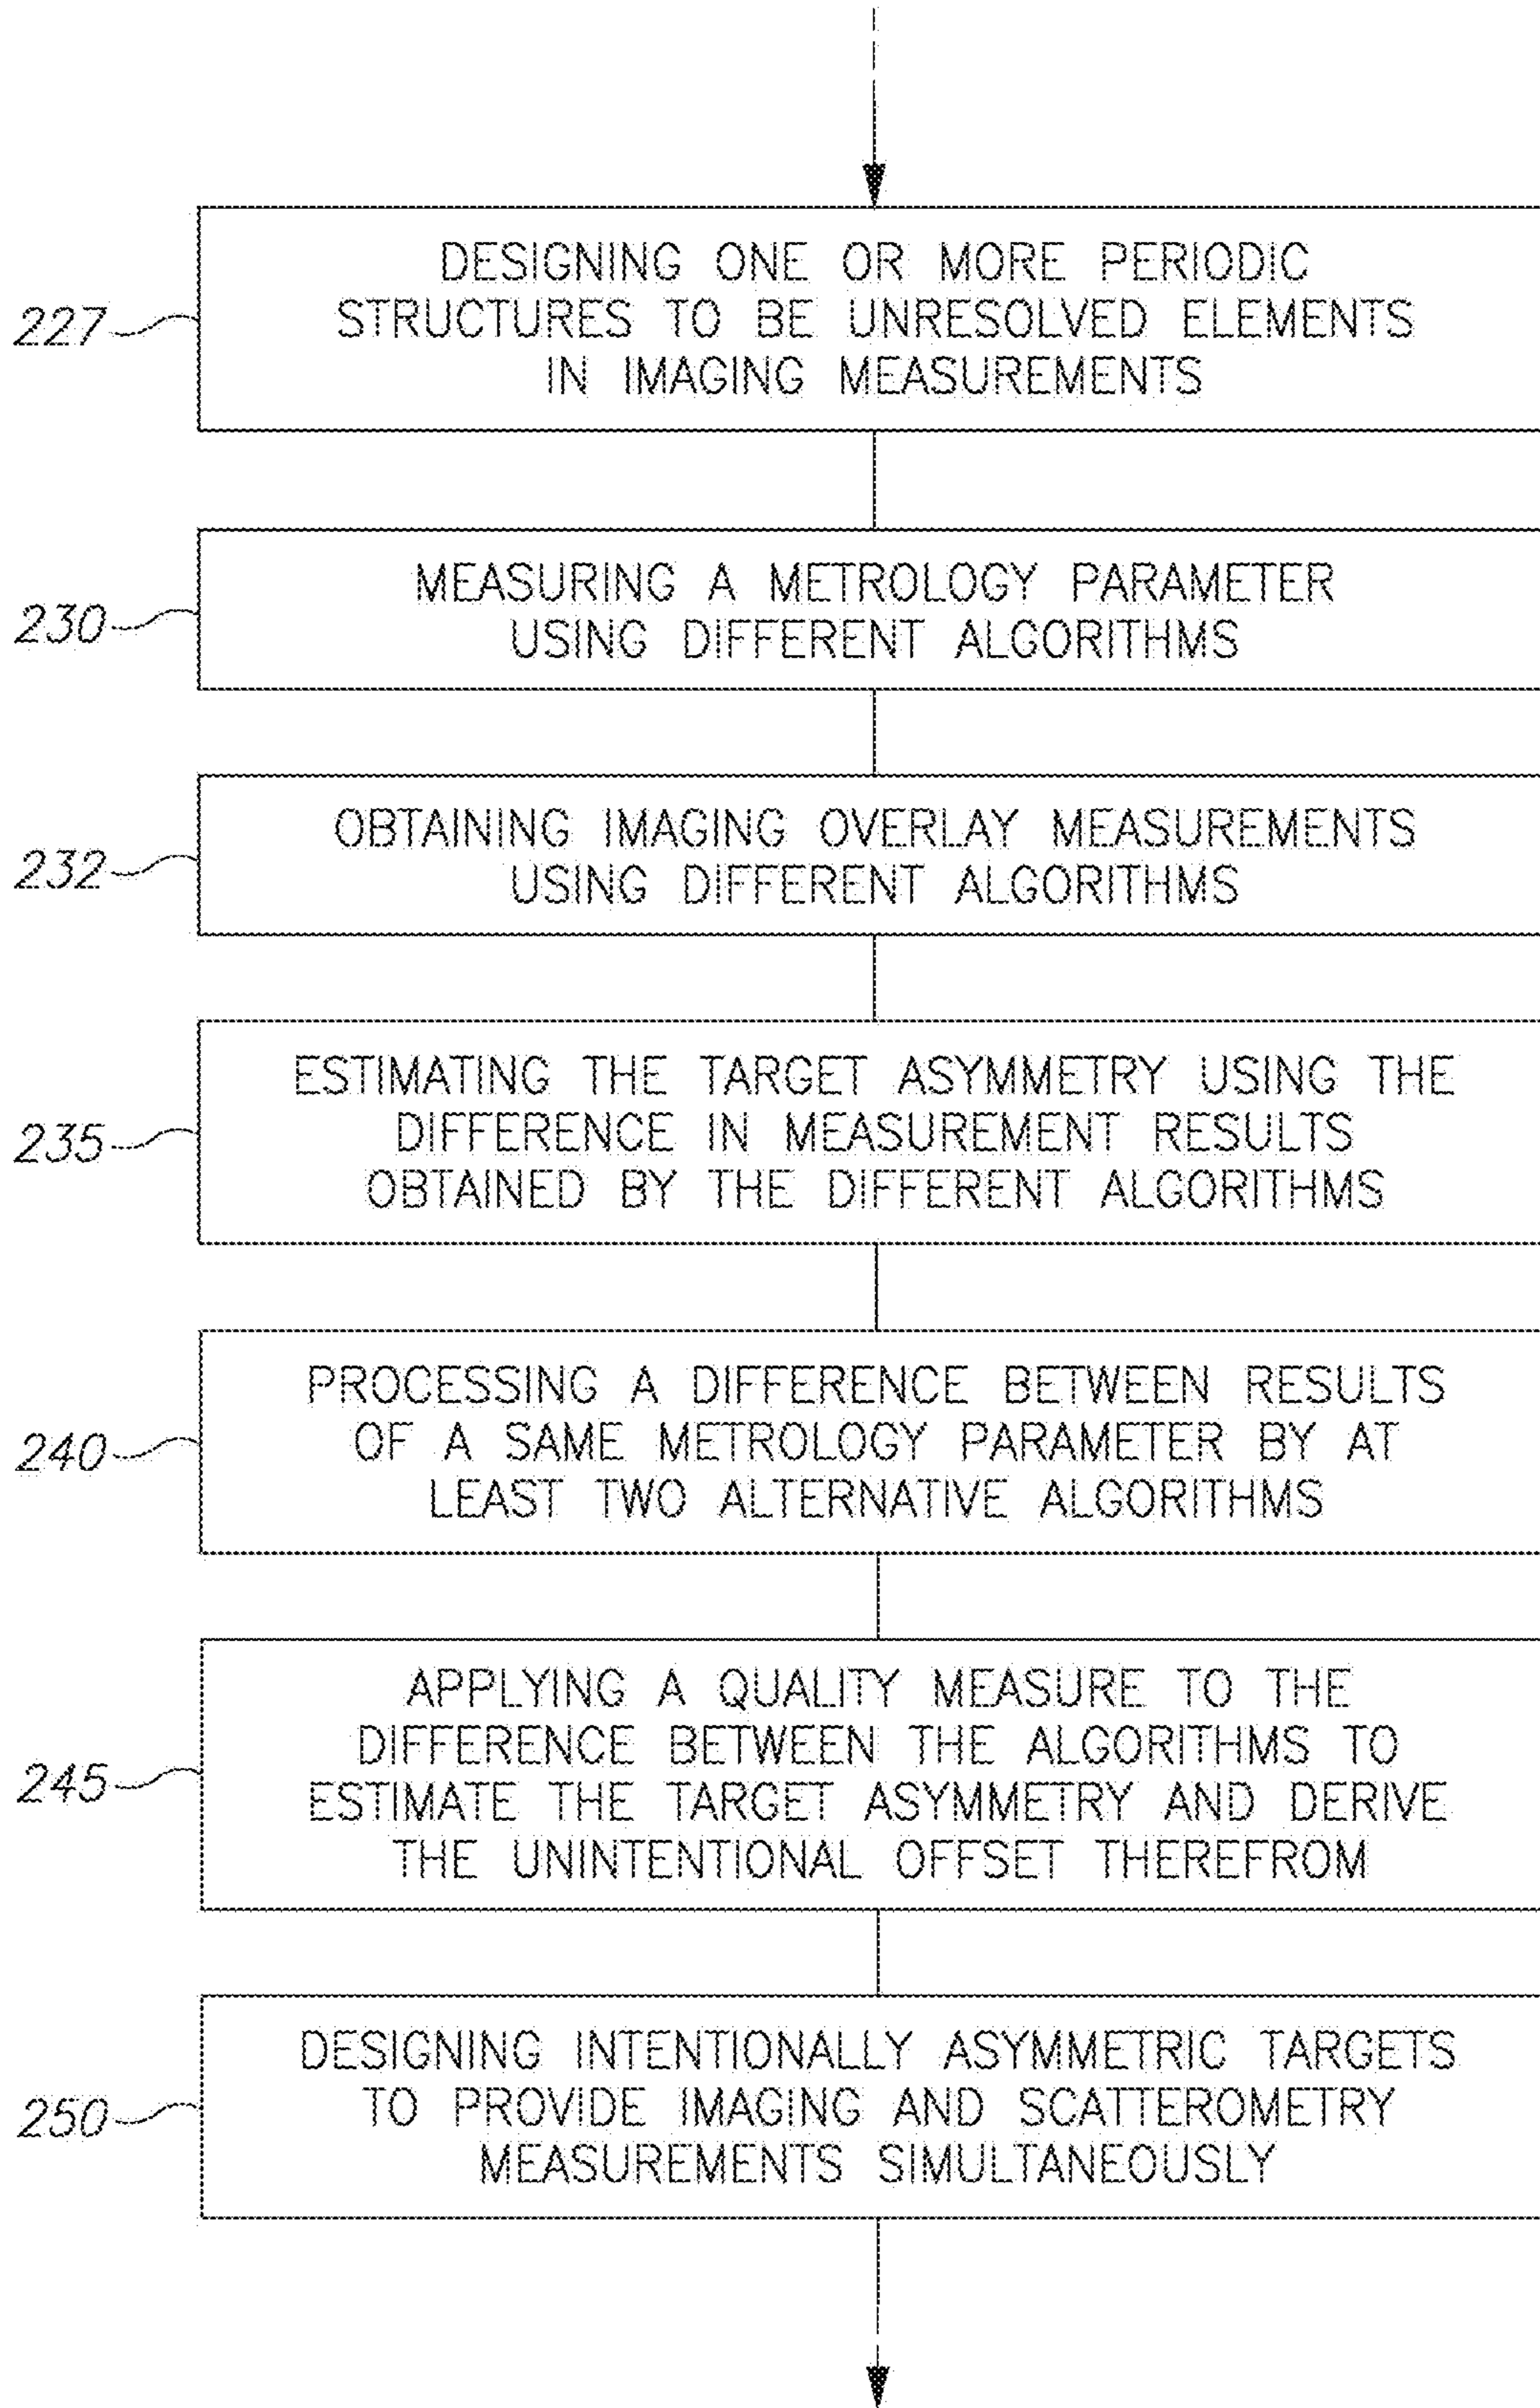 DESIGNING ONE OR MORE PERIODIC
STRUCTURES TO BE UNRESOLVED ELEMENTS
IN IMAGING MEASUREMENTS
227
MEASURING A METROLOGY PARAMETER
USING DIFFERENT ALGORITHMS
230
OBTAINING IMAGING OVERLAY MEASUREMENTS
USING DIFFERENT ALGORITHMS
232
ESTIMATING THE TARGET ASYMMETRY USING THE
DIFFERENCE IN MEASUREMENT RESULTS
OBTAINED BY THE DIFFERENT ALGORITHMS
235
PROCESSING A DIFFERENCE BETWEEN RESULTS
OF A SAME METROLOGY PARAMETER BY AT
LEAST TWO ALTERNATIVE ALGORITHMS
240
APPLYING A QUALITY MEASURE TO THE
DIFFERENCE BETWEEN THE ALGORITHMS TO
ESTIMATE THE TARGET ASYMMETRY AND DERIVE
THE UNINTENTIONAL OFFSET THEREFROM
245
DESIGNING INTENTIONALLY ASYMMETRIC TARGETS
TO PROVIDE IMAGING AND SCATTEROMETRY
MEASUREMENTS SIMULTANEOUSLY
250